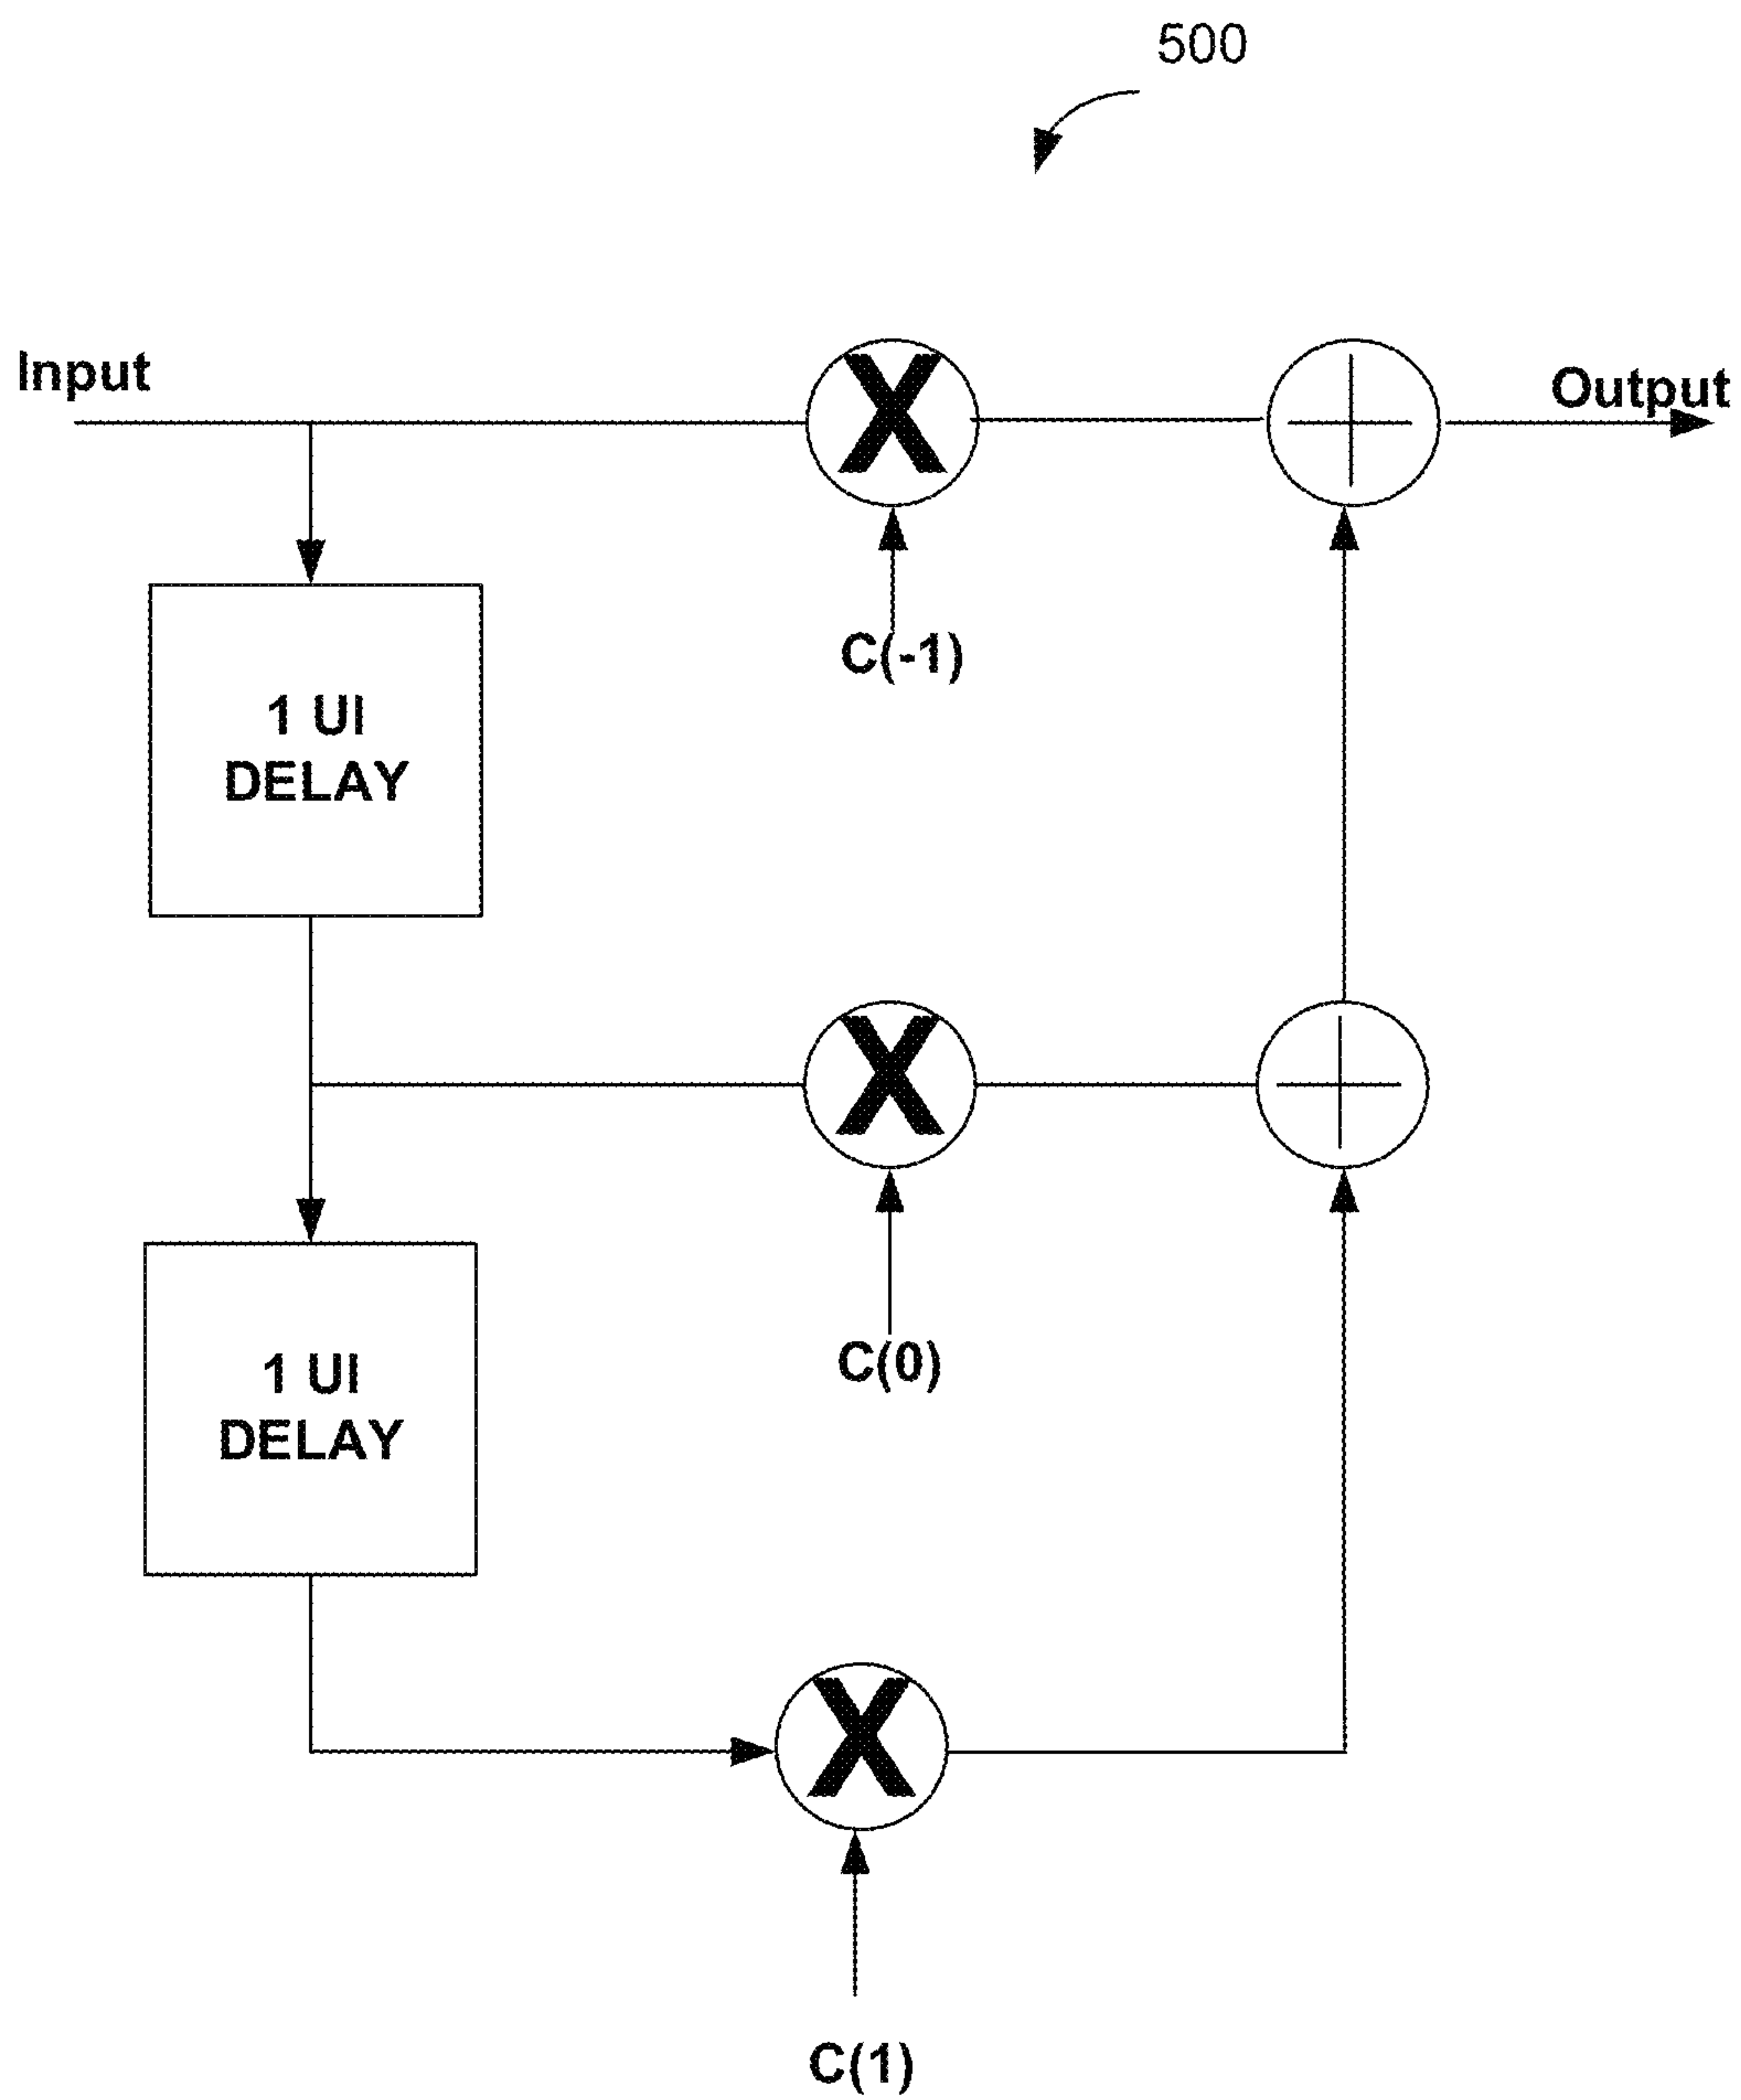 500
Input
Output
C(-1)
1 UI
DELAY
C(0)
1 UI
DELAY
C(1)